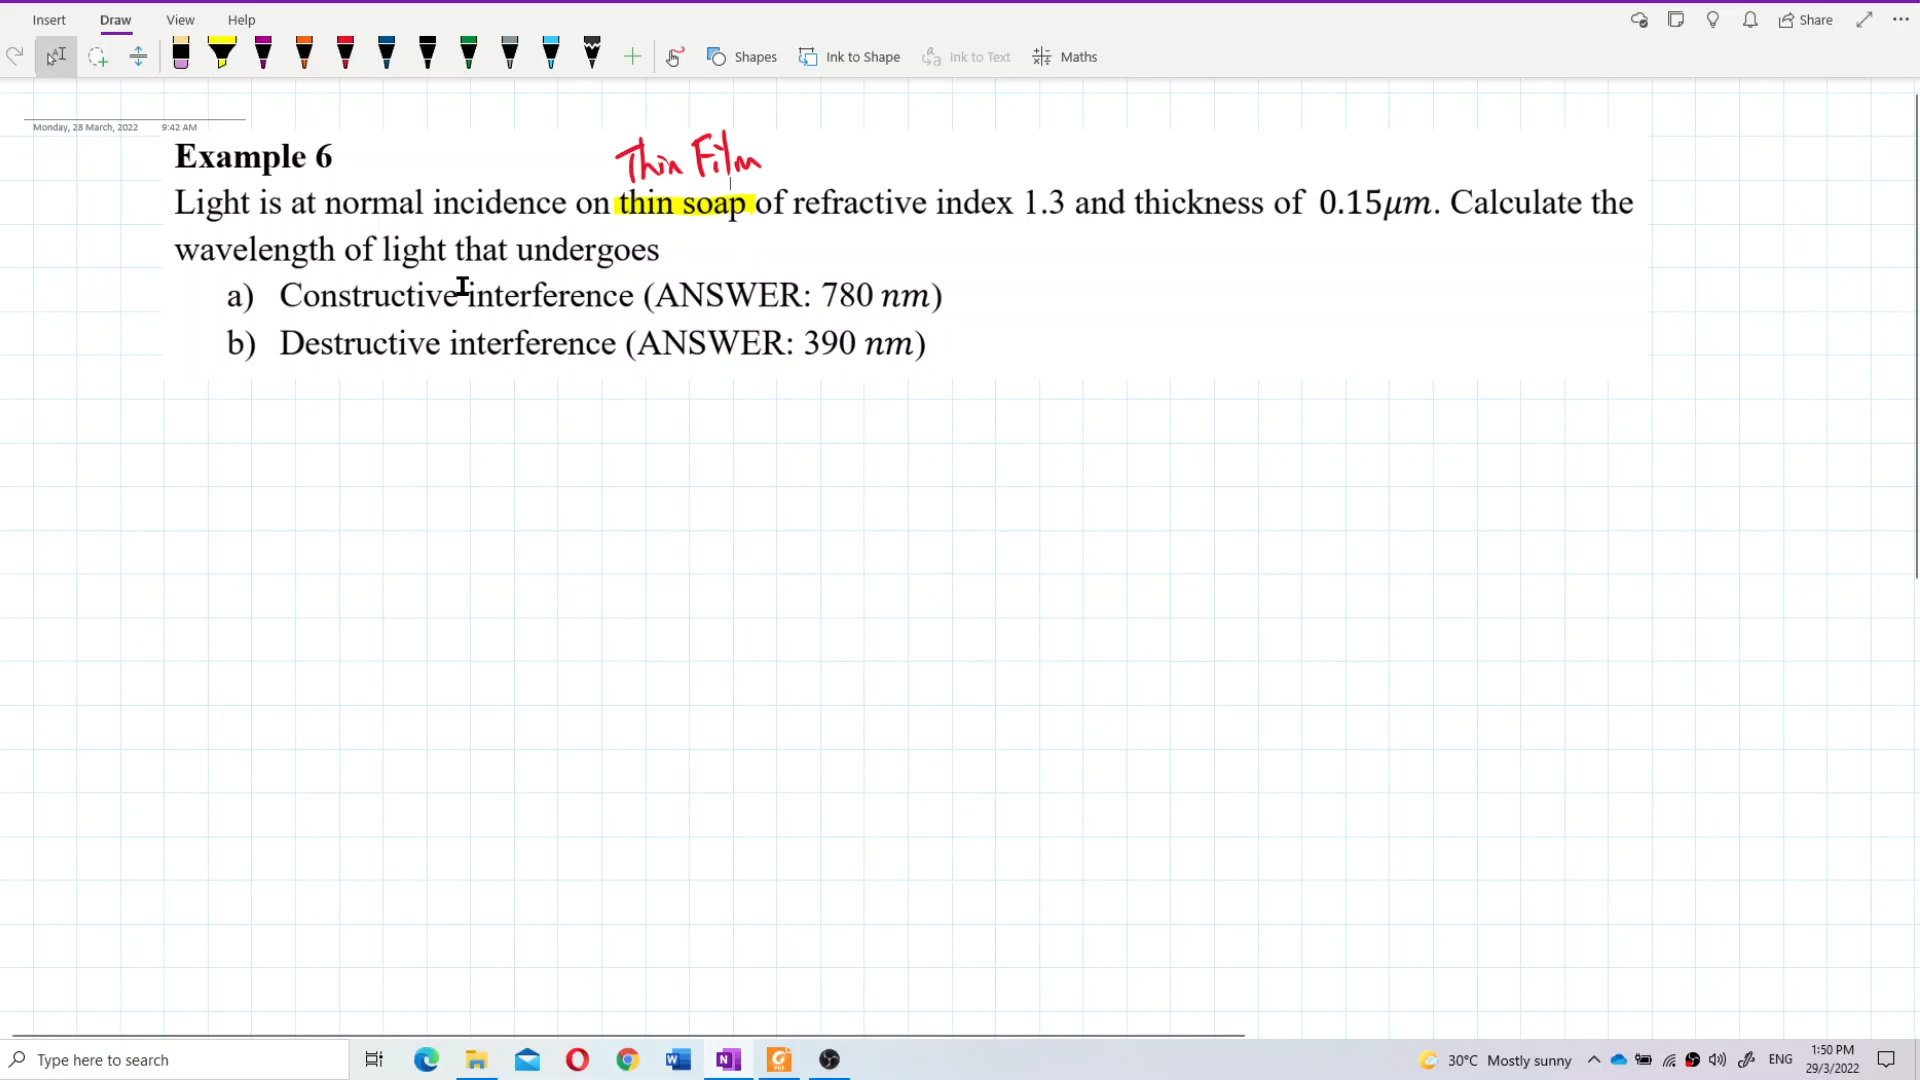 Insert Draw View Help Share
Shapes Ink to Shape Ink to Text Maths
Monday, 28 March, 2022 9:42 AM
Example 6
Thin Film
Light is at normal incidence on thin soap of refractive index 1.3 and thickness of 0.15μm. Calculate the
wavelength of light that undergoes
a) Constructive interference (ANSWER: 780 nm)
b) Destructive interference (ANSWER: 390 nm)
Type here to search 30°C Mostly sunny ENG 1:50 PM
29/3/2022